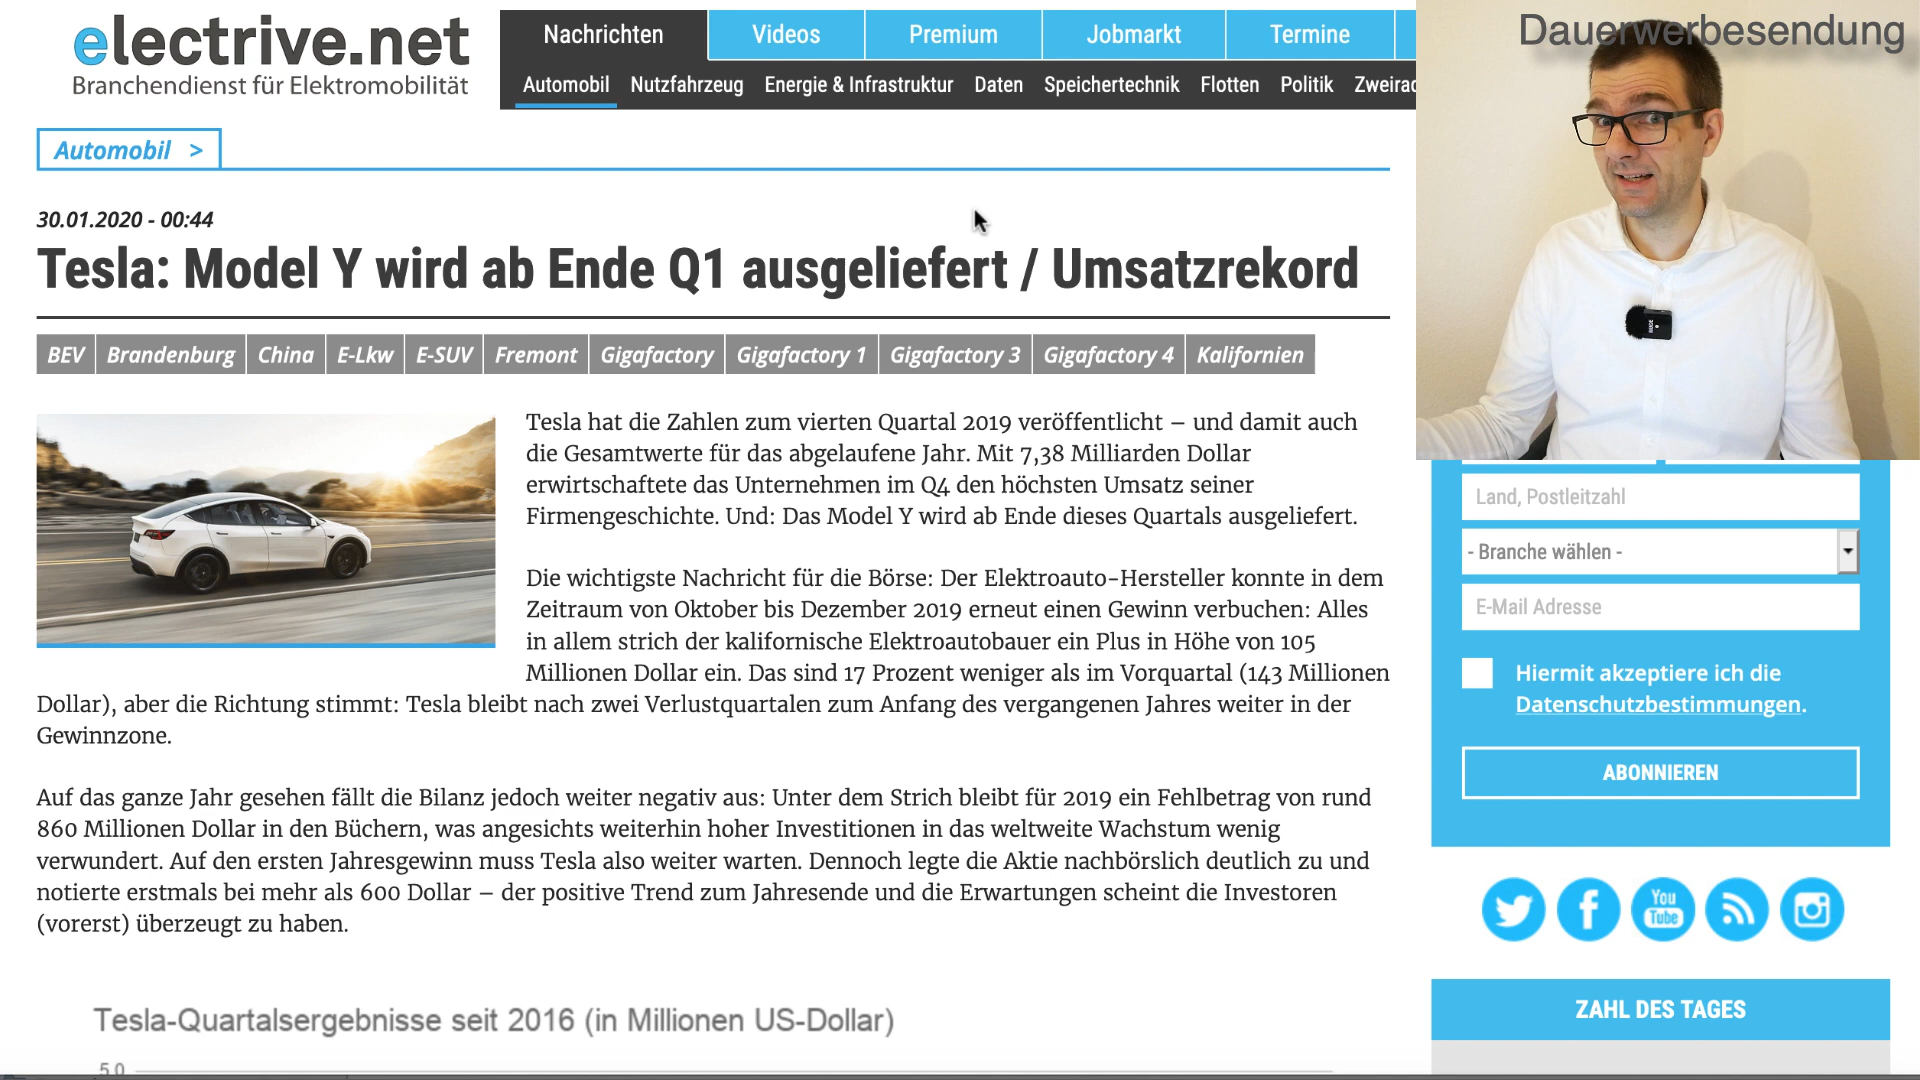 electrive.net
Branchendienst für Elektromobilität
Nachrichten
Videos
Premium
Jobmarkt
Termine
Dauerwerbesendung
Automobil
Nutzfahrzeug
Energie & Infrastruktur
Daten
Speichertechnik
Flotten
Politik
Zweirad
Automobil >
30.01.2020 - 00:44
Tesla: Model Y wird ab Ende Q1 ausgeliefert / Umsatzrekord
BEV
Brandenburg
China
E-Lkw
E-SUV
Fremont
Gigafactory
Gigafactory 1
Gigafactory 3
Gigafactory 4
Kalifornien
Tesla hat die Zahlen zum vierten Quartal 2019 veröffentlicht – und damit auch
die Gesamtwerte für das abgelaufene Jahr. Mit 7,38 Milliarden Dollar
erwirtschaftete das Unternehmen im Q4 den höchsten Umsatz seiner
Firmengeschichte. Und: Das Model Y wird ab Ende dieses Quartals ausgeliefert.
Die wichtigste Nachricht für die Börse: Der Elektroauto-Hersteller konnte in dem
Zeitraum von Oktober bis Dezember 2019 erneut einen Gewinn verbuchen: Alles
in allem strich der kalifornische Elektroautobauer ein Plus in Höhe von 105
Millionen Dollar ein. Das sind 17 Prozent weniger als im Vorquartal (143 Millionen
Dollar), aber die Richtung stimmt: Tesla bleibt nach zwei Verlustquartalen zum Anfang des vergangenen Jahres weiter in der
Gewinnzone.
Auf das ganze Jahr gesehen fällt die Bilanz jedoch weiter negativ aus: Unter dem Strich bleibt für 2019 ein Fehlbetrag von rund
860 Millionen Dollar in den Büchern, was angesichts weiterhin hoher Investitionen in das weltweite Wachstum wenig
verwundert. Auf den ersten Jahresgewinn muss Tesla also weiter warten. Dennoch legte die Aktie nachbörslich deutlich zu und
notierte erstmals bei mehr als 600 Dollar – der positive Trend zum Jahresende und die Erwartungen scheint die Investoren
(vorerst) überzeugt zu haben.
Tesla-Quartalsergebnisse seit 2016 (in Millionen US-Dollar)
5.0
Land, Postleitzahl
- Branche wählen -
E-Mail Adresse
Hiermit akzeptiere ich die
Datenschutzbestimmungen.
ABONNIEREN
You
Tube
ZAHL DES TAGES